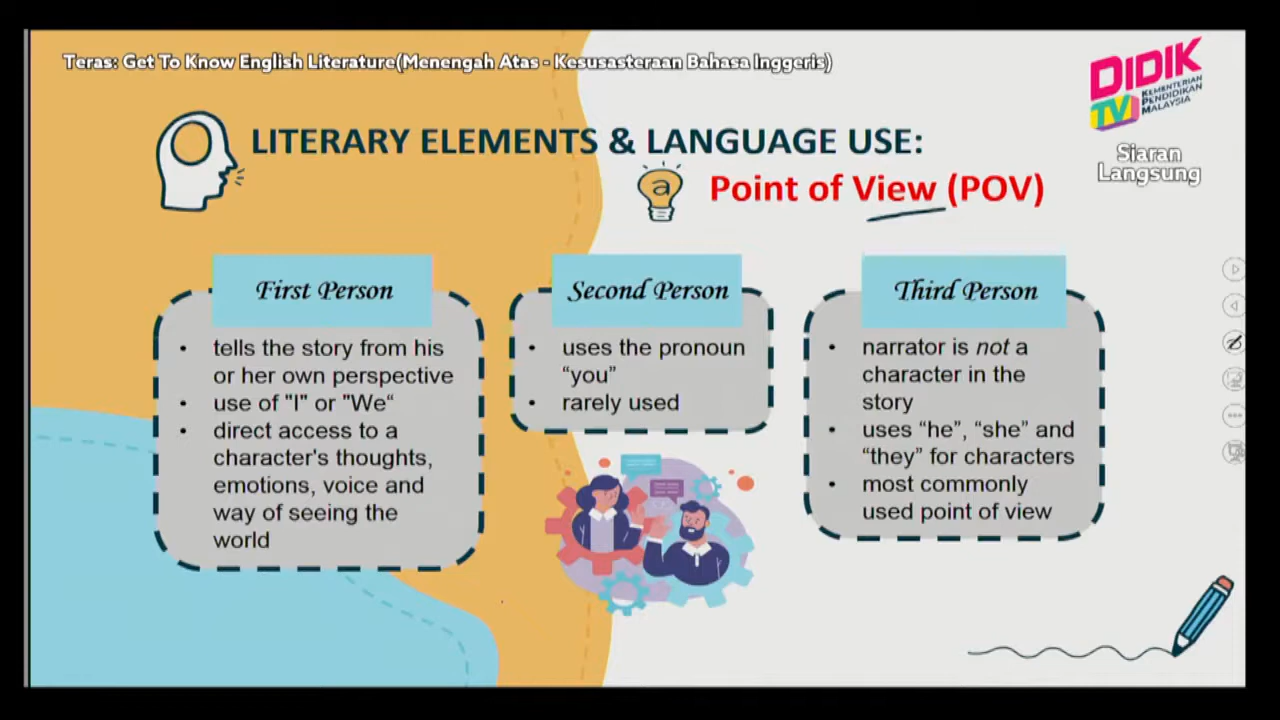 Teras: Get To Know English Literature(Menengah Atas - Kesusasteraan Bahasa Inggeris)
DIDIK
TV
KEMENTERIAN
PENDIDIKAN
MALAYSIA
Siaran
Langsung
LITERARY ELEMENTS & LANGUAGE USE:
a
Point of View (POV)
First Person
• tells the story from his
or her own perspective
• use of "I" or "We“
• direct access to a
character's thoughts,
emotions, voice and
way of seeing the
world
Second Person
• uses the pronoun
“you”
• rarely used
Third Person
• narrator is not a
character in the
story
• uses “he”, “she” and
“they” for characters
• most commonly
used point of view